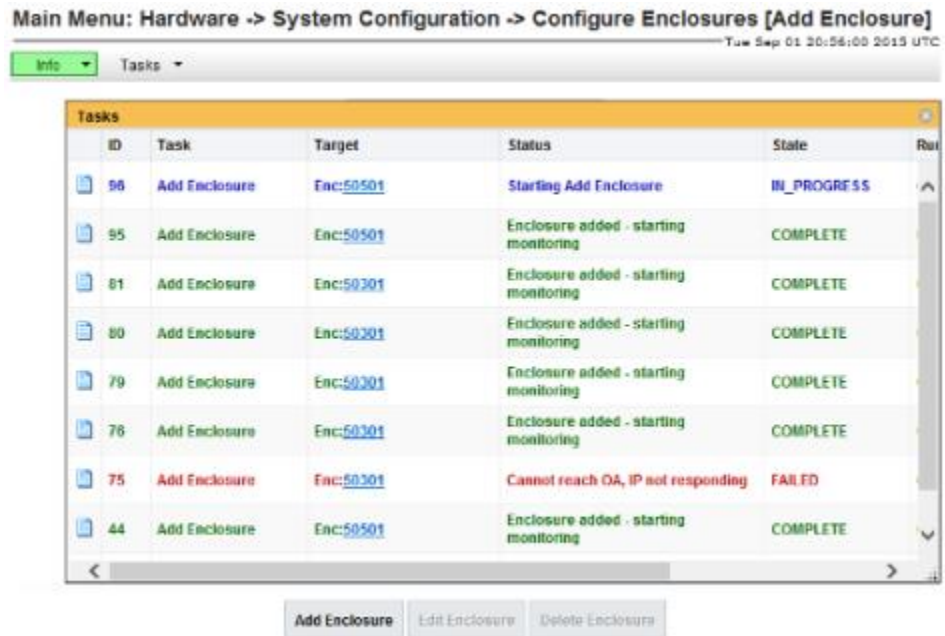 Main Menu: Hardware -> System Configuration -> Configure Enclosures [Add Enclosure]
Tue Sep 01 20:56:00 2015 UTC
Info Tasks
Tasks
ID Task Target Status State Run
96 Add Enclosure Enc:50501 Starting Add Enclosure IN_PROGRESS
95 Add Enclosure Enc:50501 Enclosure added - starting monitoring COMPLETE
81 Add Enclosure Enc:50301 Enclosure added - starting monitoring COMPLETE
80 Add Enclosure Enc:50301 Enclosure added - starting monitoring COMPLETE
79 Add Enclosure Enc:50301 Enclosure added - starting monitoring COMPLETE
76 Add Enclosure Enc:50301 Enclosure added - starting monitoring COMPLETE
75 Add Enclosure Enc:50301 Cannot reach OA, IP not responding FAILED
44 Add Enclosure Enc:50501 Enclosure added - starting monitoring COMPLETE
Add Enclosure Edit Enclosure Delete Enclosure